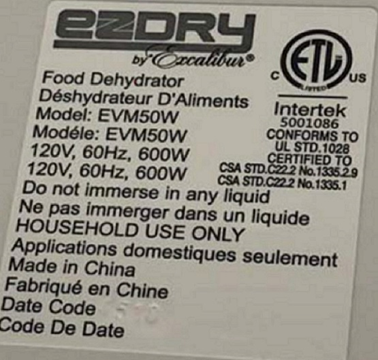 EZDRY
by Excalibur®
Food Dehydrator
Déshydrateur D'Aliments
Model: EVM50W
Modéle: EVM50W
120V, 60Hz, 600W
120V, 60Hz, 600W
Do not immerse in any liquid
Ne pas immerger dans un liquide
HOUSEHOLD USE ONLY
Applications domestiques seulement
Made in China
Fabriqué en Chine
Date Code
Code De Date
C ETL US
LISTED
Intertek
5001086
CONFORMS TO
UL STD.1028
CERTIFIED TO
CSA STD.C22.2 No.1335.2.9
CSA STD.C22.2 No.1335.1